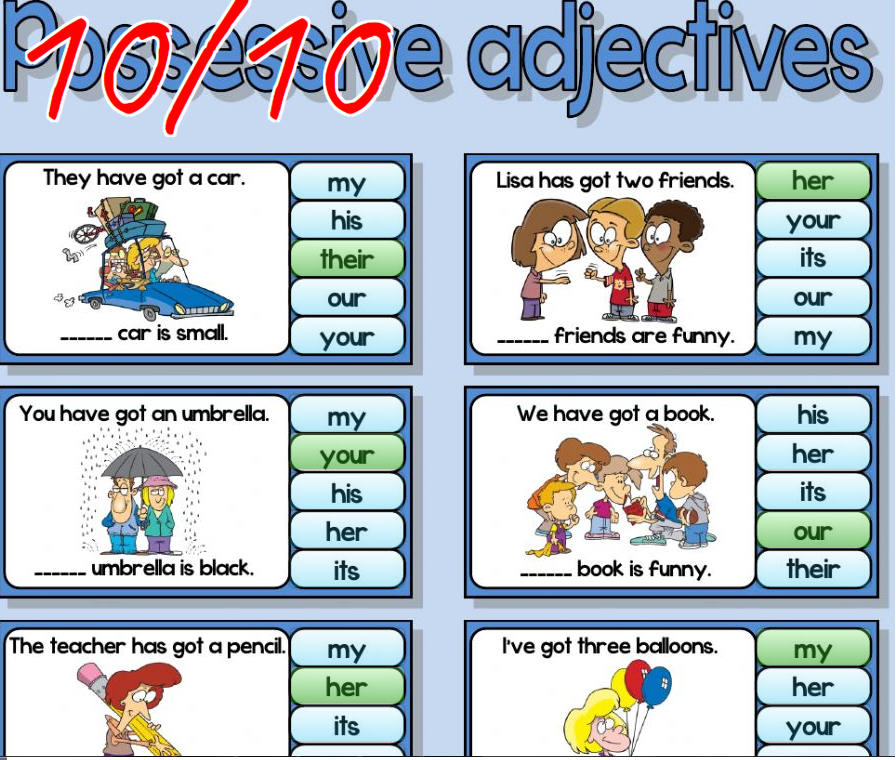 Possessive adjectives
10/10
They have got a car.
______ car is small.
my
his
their
our
your
Lisa has got two friends.
______ friends are funny.
her
your
its
our
my
You have got an umbrella.
______ umbrella is black.
my
your
his
her
its
We have got a book.
______ book is funny.
his
her
its
our
their
The teacher has got a pencil.
my
her
its
I've got three balloons.
my
her
your